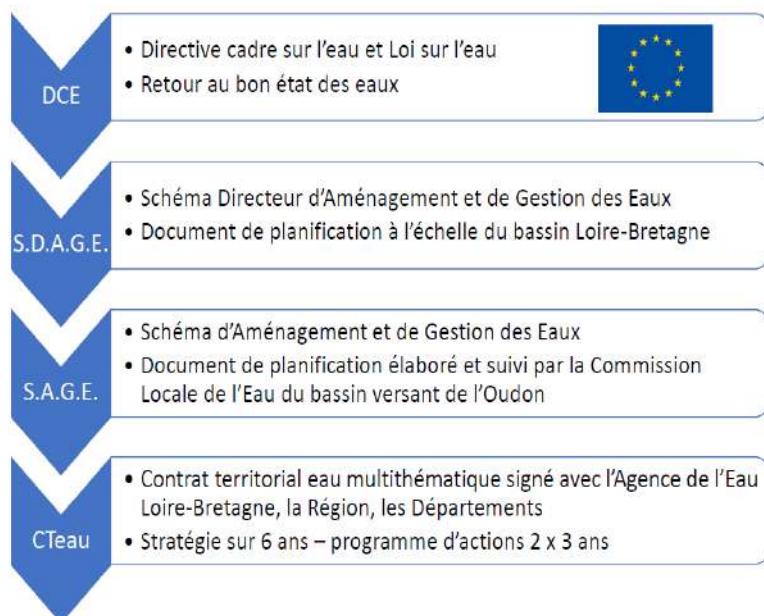 DCE
• Directive cadre sur l'eau et Loi sur l'eau
• Retour au bon état des eaux
S.D.A.G.E.
• Schéma Directeur d'Aménagement et de Gestion des Eaux
• Document de planification à l'échelle du bassin Loire-Bretagne
S.A.G.E.
• Schéma d'Aménagement et de Gestion des Eaux
• Document de planification élaboré et suivi par la Commission
Locale de l'Eau du bassin versant de l'Oudon
CTeau
• Contrat territorial eau multithématique signé avec l'Agence de l'Eau
Loire-Bretagne, la Région, les Départements
• Stratégie sur 6 ans – programme d'actions 2 x 3 ans